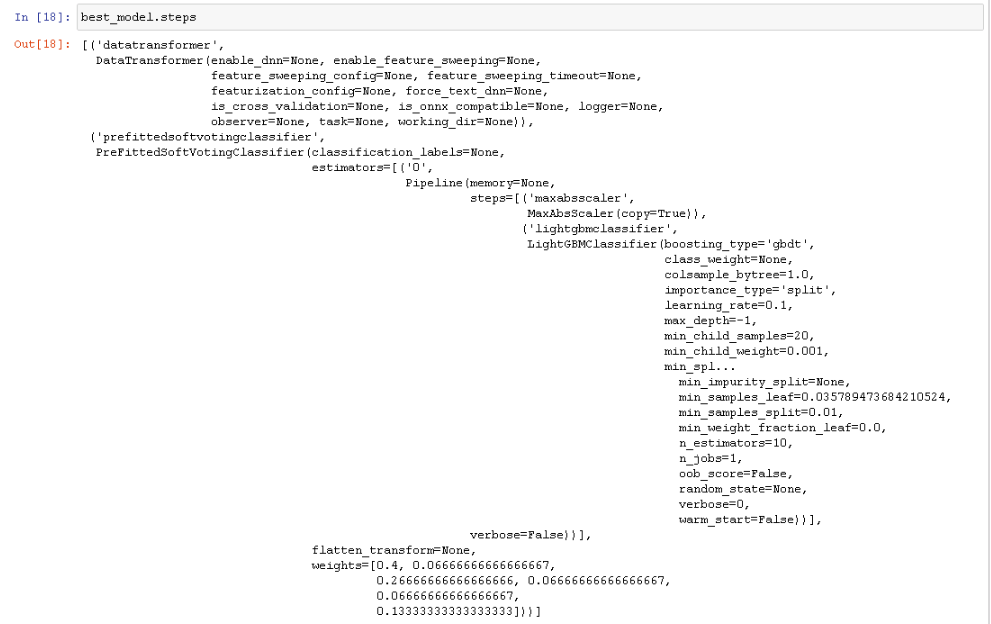 In [18]: best_model.steps
Out[18]: [('datatransformer',
DataTransformer(enable_dnn=None, enable_feature_sweeping=None,
feature_sweeping_config=None, feature_sweeping_timeout=None,
featurization_config=None, force_text_dnn=None,
is_cross_validation=None, is_onnx_compatible=None, logger=None,
observer=None, task=None, working_dir=None)),
('prefittedsoftvotingclassifier',
PreFittedSoftVotingClassifier(classification_labels=None,
estimators=[('0',
Pipeline(memory=None,
steps=[('maxabsscaler',
MaxAbsScaler(copy=True)),
('lightgbmclassifier',
LightGBMClassifier(boosting_type='gbdt',
class_weight=None,
colsample_bytree=1.0,
importance_type='split',
learning_rate=0.1,
max_depth=-1,
min_child_samples=20,
min_child_weight=0.001,
min_spl...
min_impurity_split=None,
min_samples_leaf=0.035789473684210524,
min_samples_split=0.01,
min_weight_fraction_leaf=0.0,
n_estimators=10,
n_jobs=1,
oob_score=False,
random_state=None,
verbose=0,
warm_start=False))],
verbose=False))],
flatten_transform=None,
weights=[0.4, 0.06666666666666667,
0.26666666666666666, 0.06666666666666667,
0.06666666666666667,
0.13333333333333333]))]